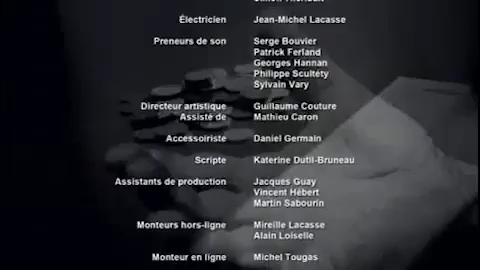 Électricien Jean-Michel Lacasse
Preneurs de son Serge Bouvier
Patrick Ferland
Georges Hannan
Philippe Scultéty
Sylvain Vary
Directeur artistique Guillaume Couture
Assisté de Mathieu Caron
Accessoiriste Daniel Germain
Scripte Katerine Dutil-Bruneau
Assistants de production Jacques Guay
Vincent Hébert
Martin Sabourin
Monteurs hors-ligne Mireille Lacasse
Alain Loiselle
Monteur en ligne Michel Tougas